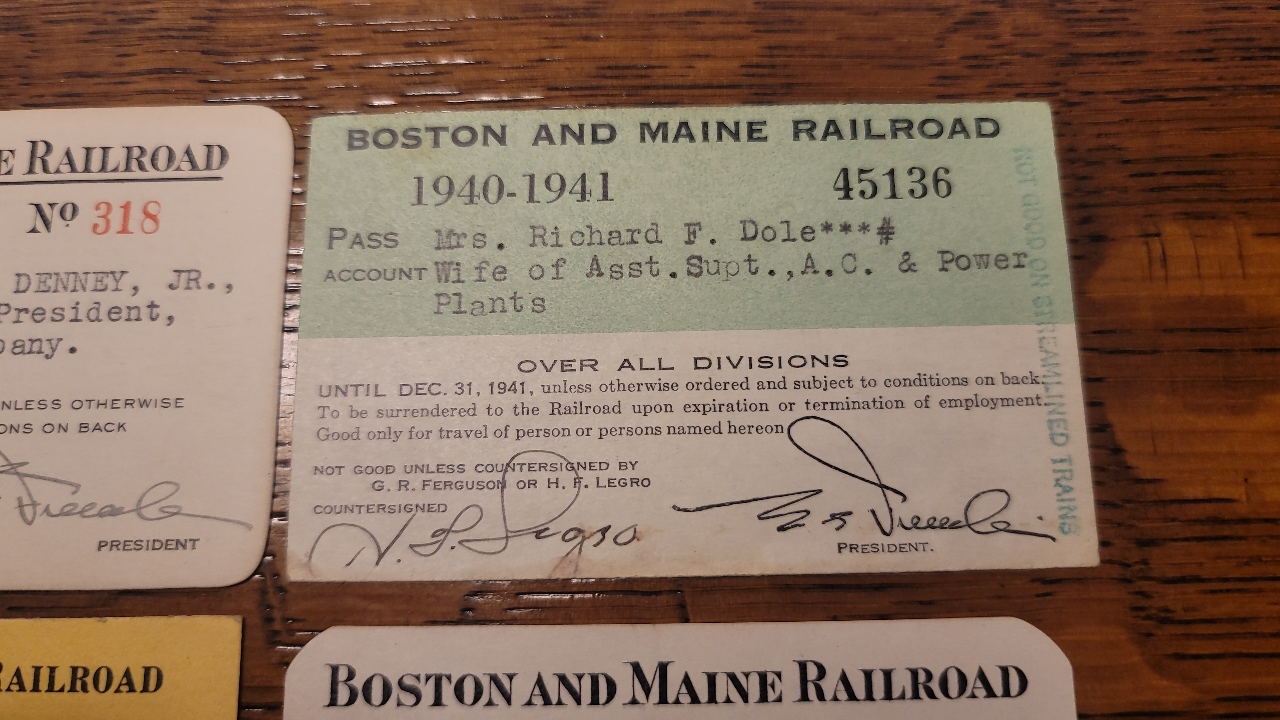 E RAILROAD
Nº 318
DENNEY, JR.,
President,
pany.
NLESS OTHERWISE
ONS ON BACK
PRESIDENT
BOSTON AND MAINE RAILROAD
1940-1941 45136
PASS Mrs. Richard F. Dole***#
ACCOUNT Wife of Asst.Supt.,A.C. & Power
Plants
OVER ALL DIVISIONS
UNTIL DEC. 31, 1941, unless otherwise ordered and subject to conditions on back.
To be surrendered to the Railroad upon expiration or termination of employment.
Good only for travel of person or persons named hereon
NOT GOOD UNLESS COUNTERSIGNED BY
G. R. FERGUSON OR H. F. LEGRO
COUNTERSIGNED
H. F. Legro
PRESIDENT.
NOT GOOD ON STREAMLINED TRAINS
RAILROAD
BOSTON AND MAINE RAILROAD